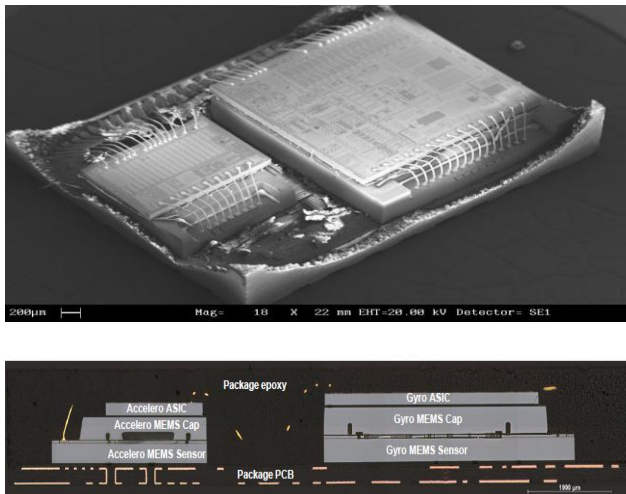 200µm Mag= 18 X 22 mm EHT=20.00 kV Detector= SE1
Package epoxy
Gyro ASIC
Accelero ASIC
Accelero MEMS Cap
Gyro MEMS Cap
Accelero MEMS Sensor
Gyro MEMS Sensor
Package PCB
1000 µm